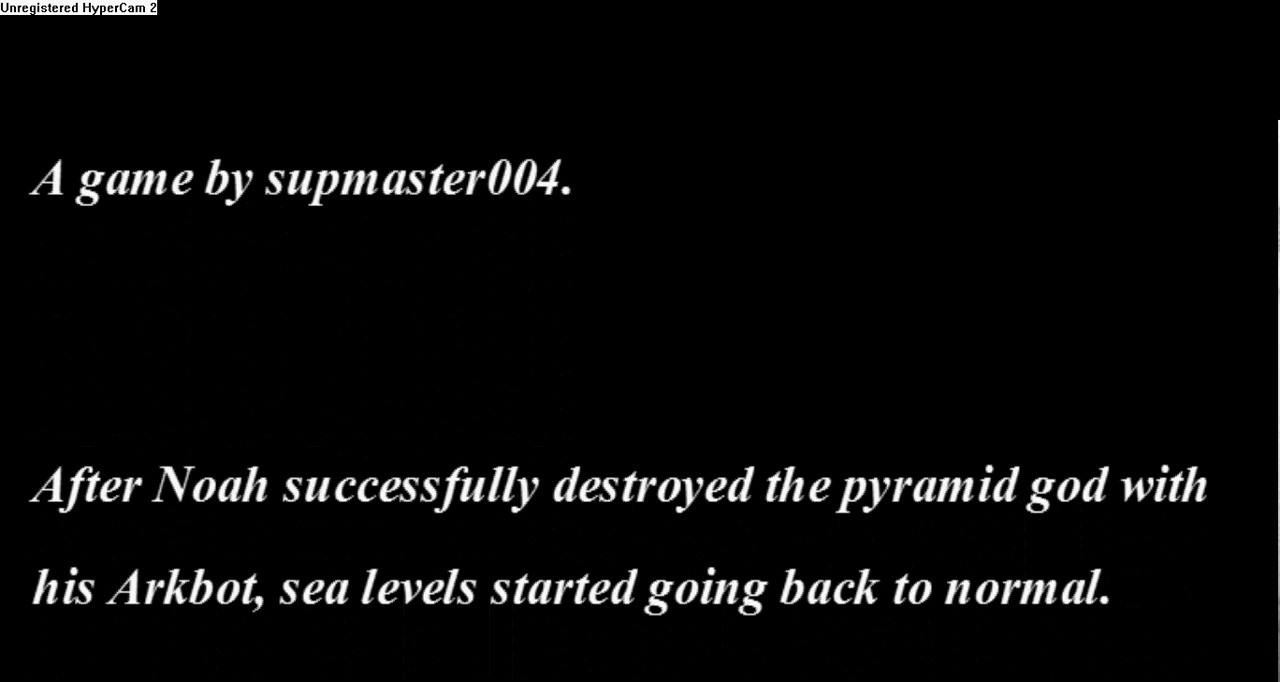 Unregistered HyperCam 2
A game by supmaster004.
After Noah successfully destroyed the pyramid god with
his Arkbot, sea levels started going back to normal.